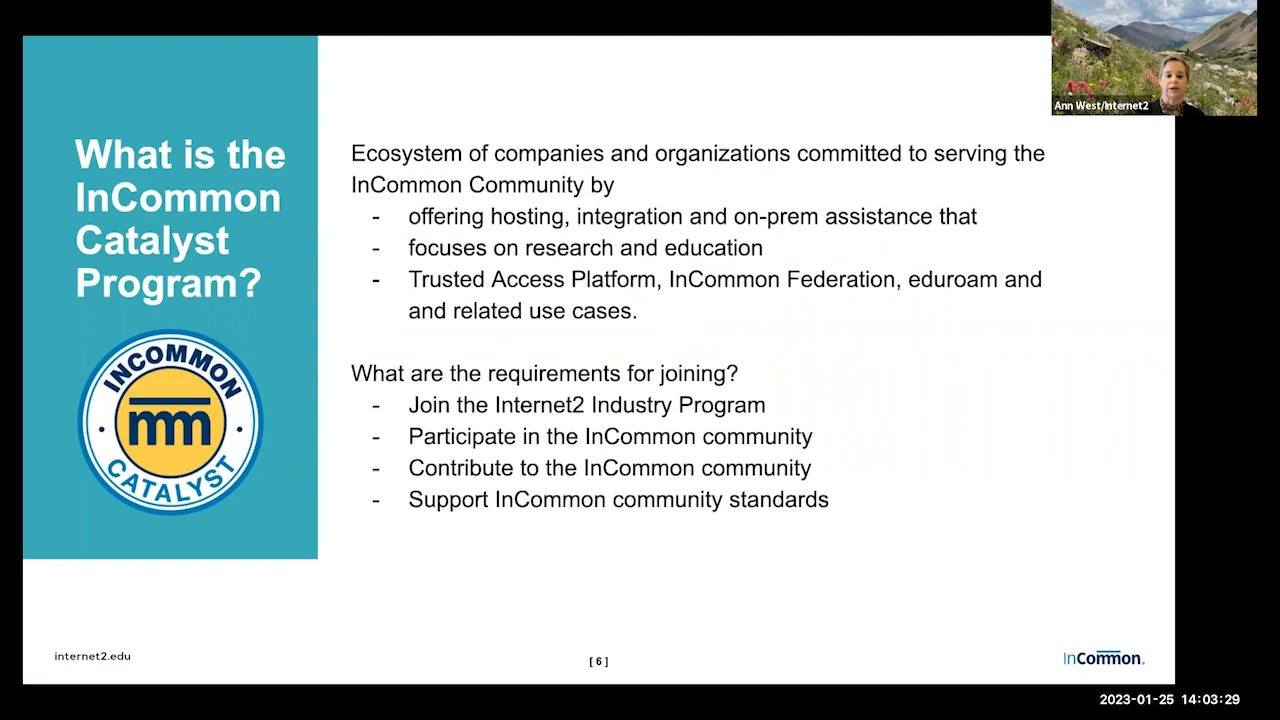 Ann West/Internet2
What is the
InCommon
Catalyst
Program?
INCOMMON
CATALYST
Ecosystem of companies and organizations committed to serving the
InCommon Community by
- offering hosting, integration and on-prem assistance that
- focuses on research and education
- Trusted Access Platform, InCommon Federation, eduroam and
and related use cases.
What are the requirements for joining?
- Join the Internet2 Industry Program
- Participate in the InCommon community
- Contribute to the InCommon community
- Support InCommon community standards
internet2.edu
[ 6 ]
InCommon.
2023-01-25 14:03:29